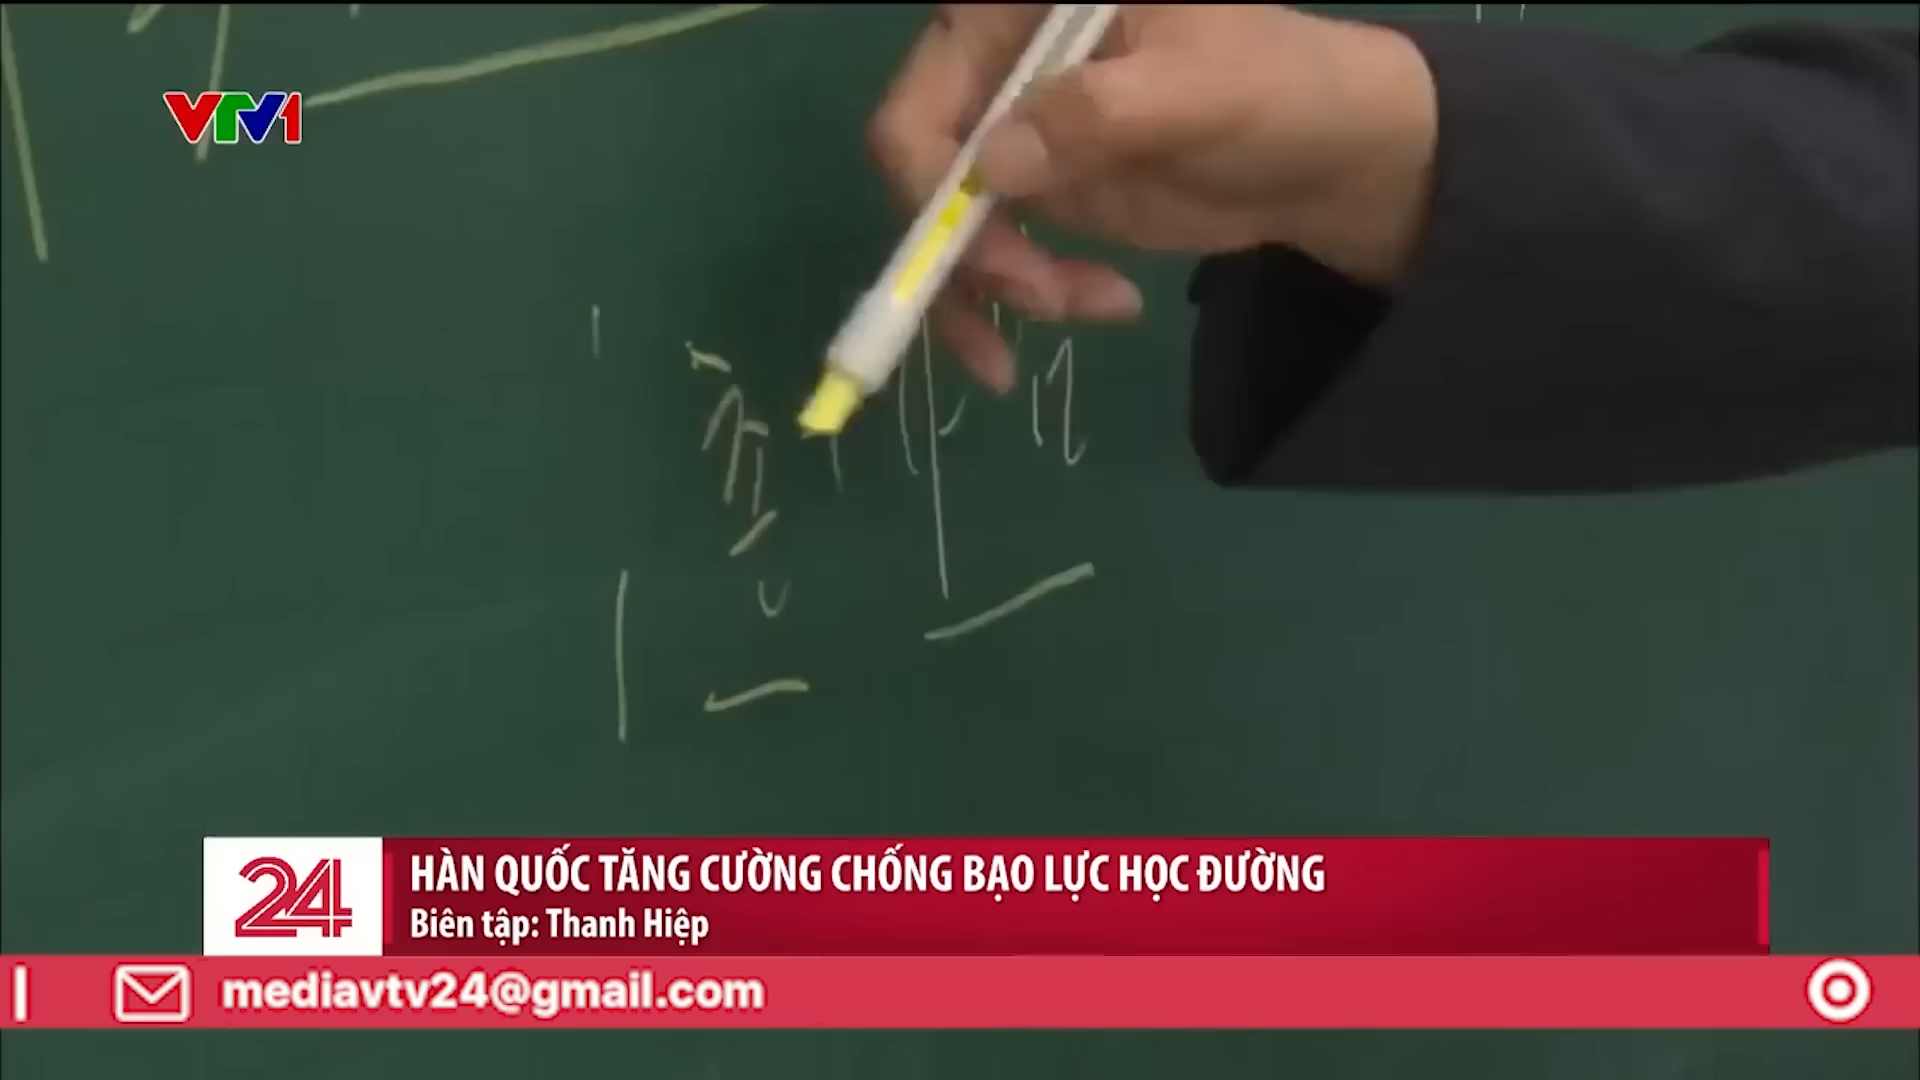 VTV1
24
HÀN QUỐC TĂNG CƯỜNG CHỐNG BẠO LỰC HỌC ĐƯỜNG
Biên tập: Thanh Hiệp
mediavtv24@gmail.com